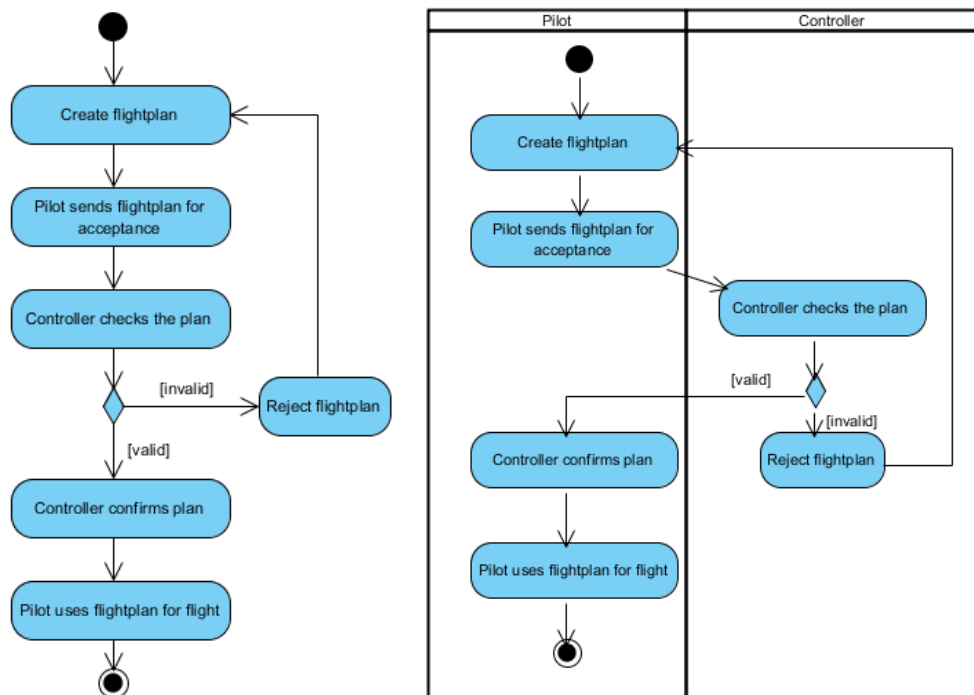 Create flightplan
Pilot sends flightplan for
acceptance
Controller checks the plan
[invalid]
Reject flightplan
[valid]
Controller confirms plan
Pilot uses flightplan for flight
Pilot
Controller
Create flightplan
Pilot sends flightplan for
acceptance
Controller checks the plan
[valid]
[invalid]
Controller confirms plan
Reject flightplan
Pilot uses flightplan for flight